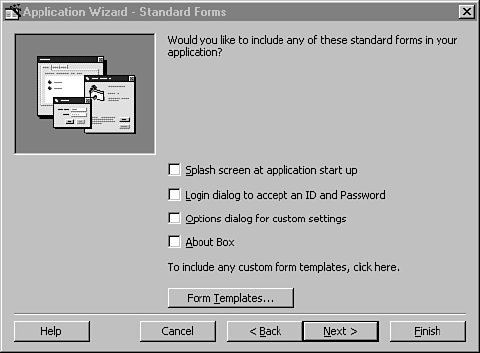 Application Wizard - Standard Forms
Would you like to include any of these standard forms in your
application?
Splash screen at application start up
Login dialog to accept an ID and Password
Options dialog for custom settings
About Box
To include any custom form templates, click here.
Form Templates...
Help Cancel < Back Next > Finish